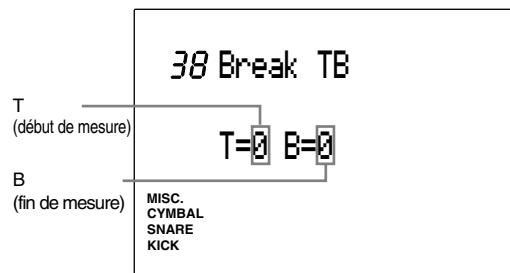 38 Break TB
T
(début de mesure)
T=0 B=0
B
(fin de mesure)
MISC.
CYMBAL
SNARE
KICK